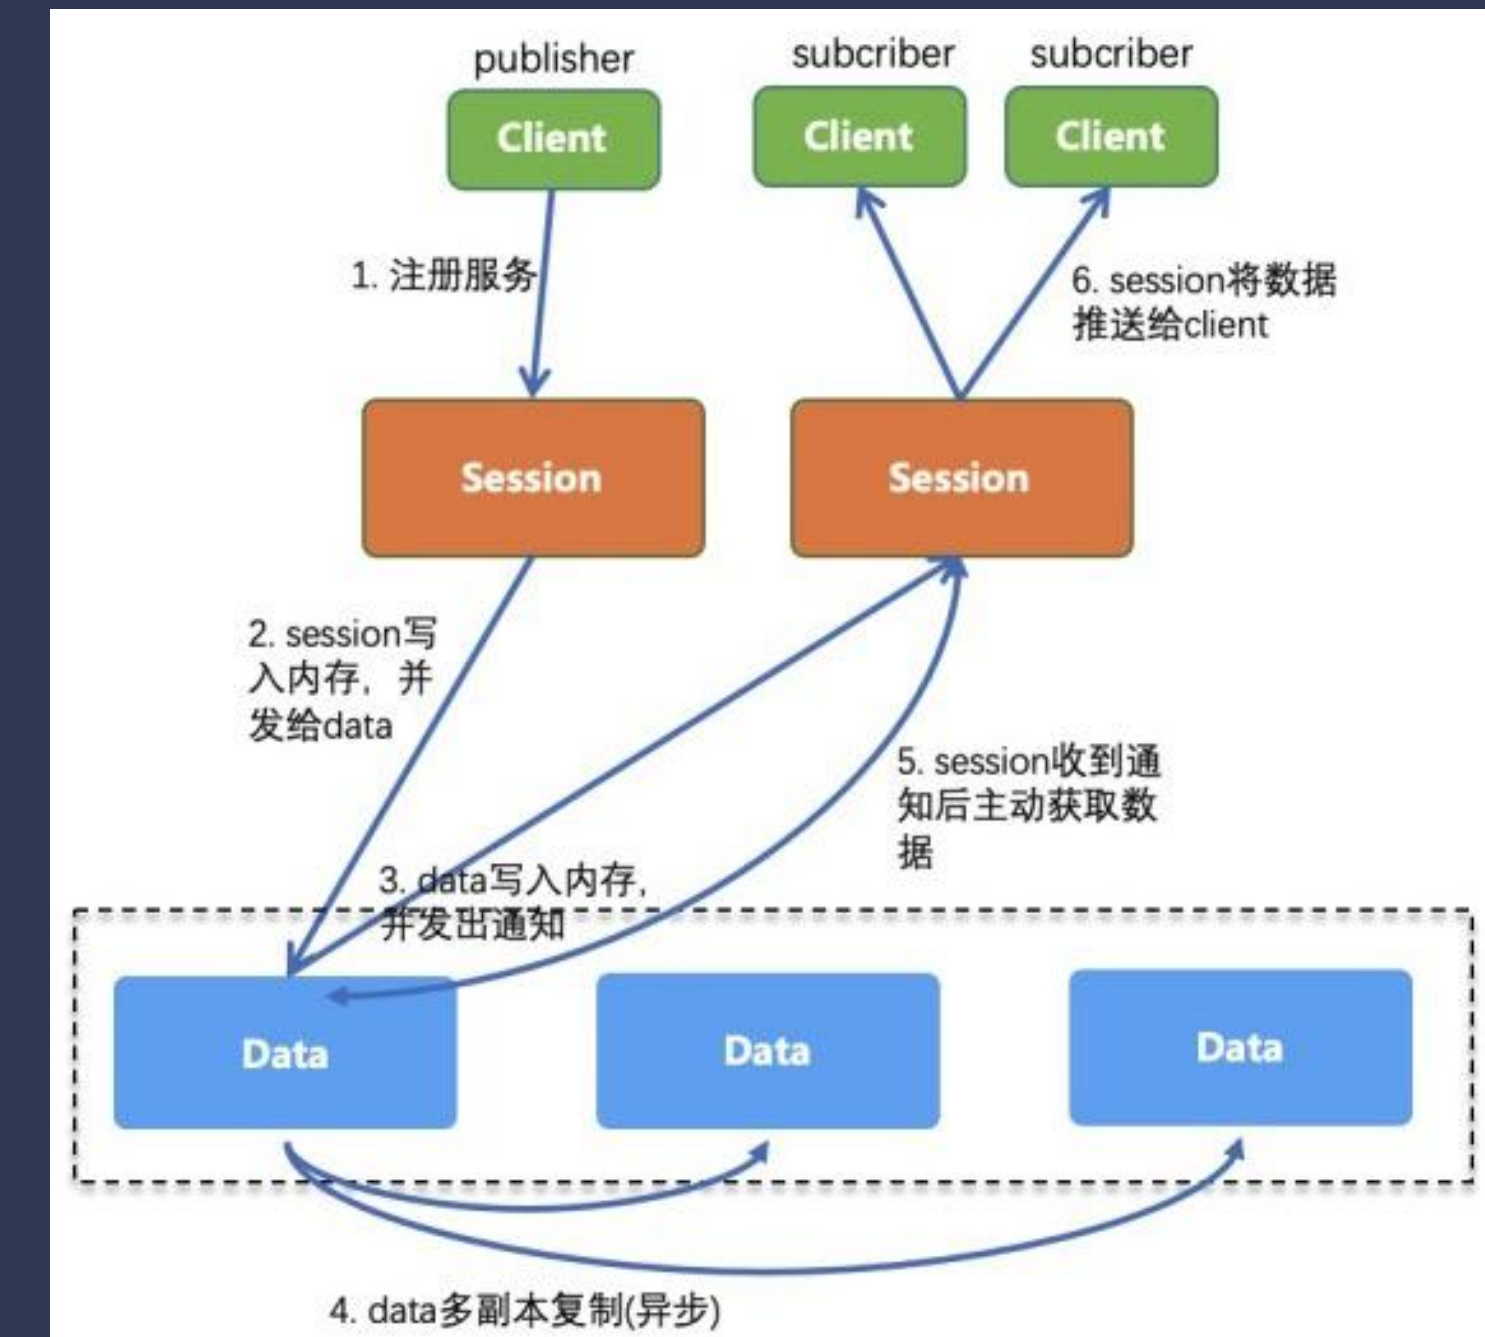 publisher
subcriber
subcriber
Client
Client
Client
1. 注册服务
6. session将数据
推送给client
Session
Session
2. session写
入内存，并
发给data
5. session收到通
知后主动获取数
据
3. data写入内存，
并发出通知
Data
Data
Data
4. data多副本复制(异步)